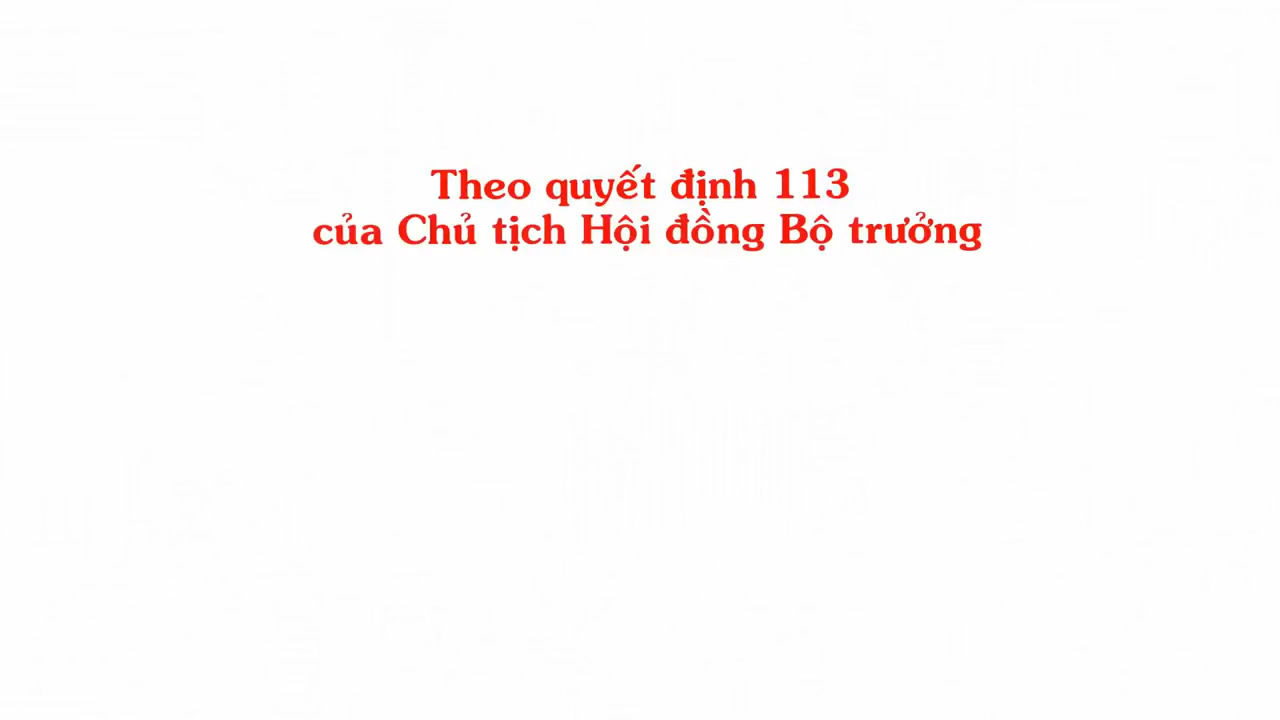 Theo quyết định 113
của Chủ tịch Hội đồng Bộ trưởng